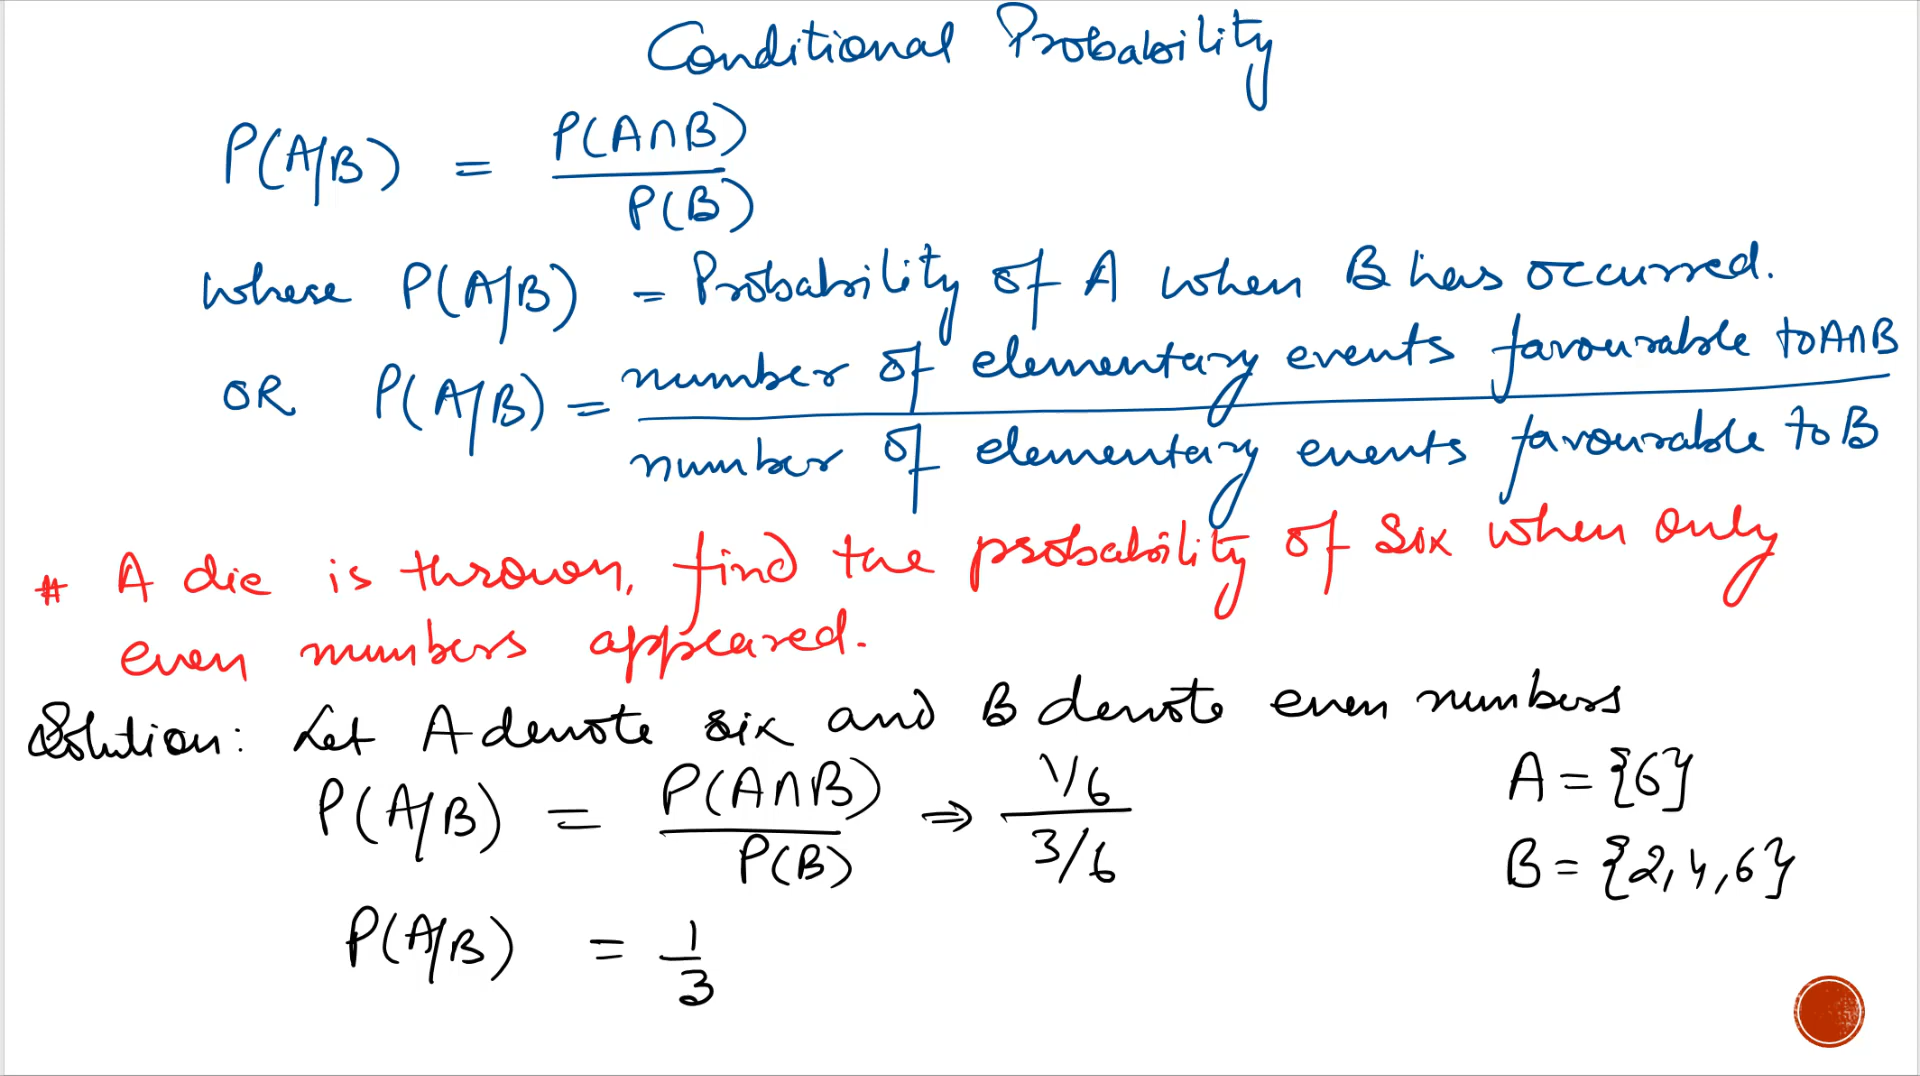 Conditional Probability
P(A/B) = P(A∩B) / P(B)
where P(A/B) = Probability of A when B has occurred.
OR P(A/B) = number of elementary events favourable to A∩B
number of elementary events favourable to B
# A die is thrown, find the probability of six when only
even numbers appeared.
Solution: Let A denote six and B denote even numbers
P(A/B) = P(A∩B) / P(B) ⇒ 1/6 / 3/6
A = {6}
B = {2,4,6}
P(A/B) = 1/3